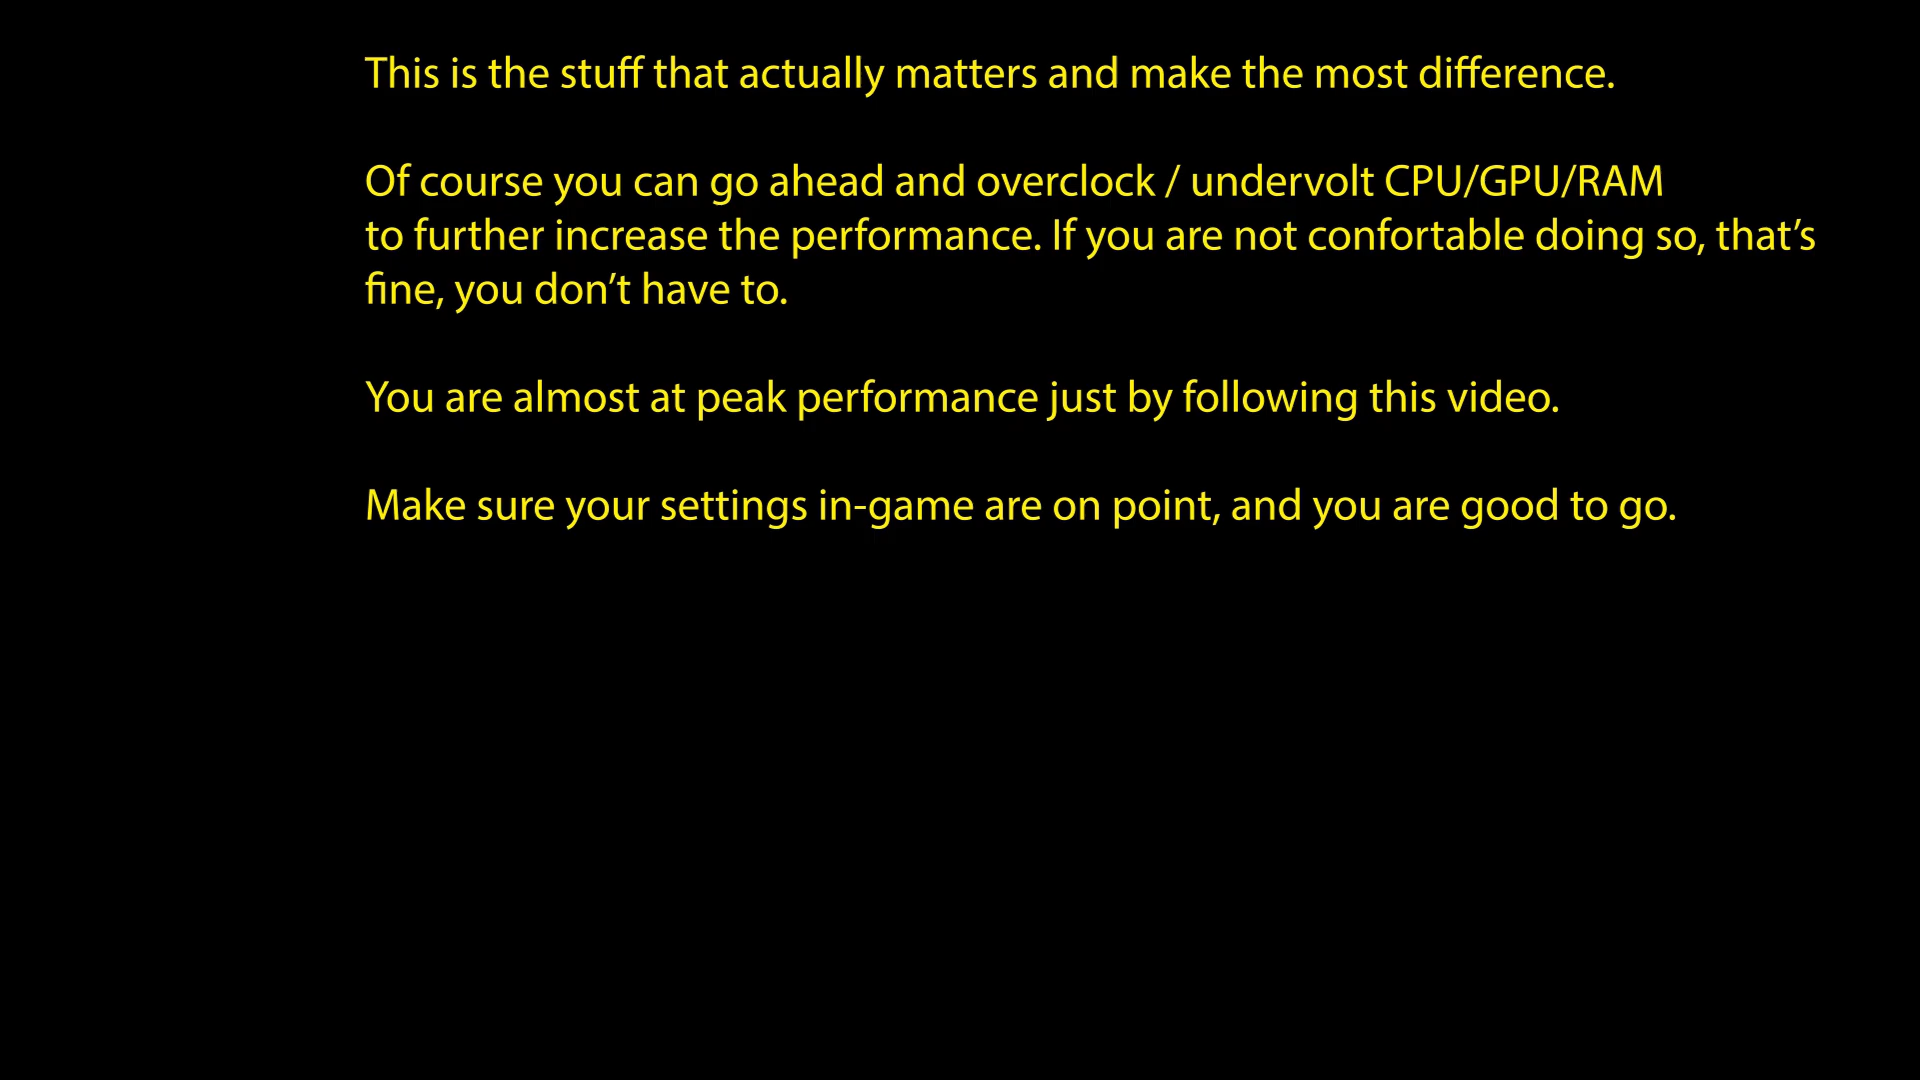 This is the stuff that actually matters and make the most difference.
Of course you can go ahead and overclock / undervolt CPU/GPU/RAM
to further increase the performance. If you are not confortable doing so, that’s
fine, you don’t have to.
You are almost at peak performance just by following this video.
Make sure your settings in-game are on point, and you are good to go.